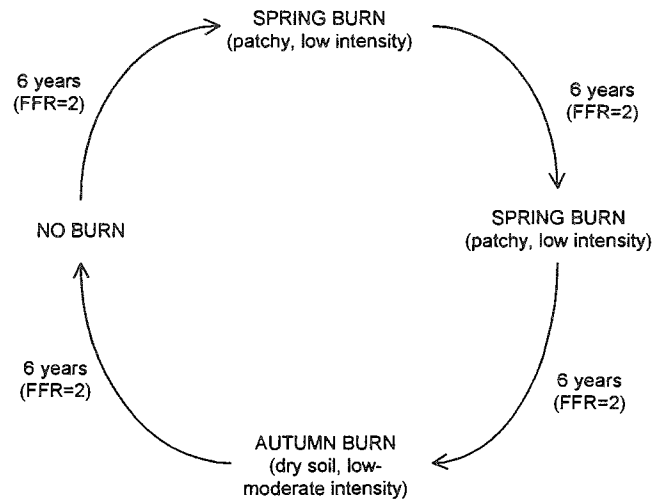 SPRING BURN
(patchy, low intensity)
6 years
(FFR=2)
6 years
(FFR=2)
NO BURN
SPRING BURN
(patchy, low intensity)
6 years
(FFR=2)
6 years
(FFR=2)
AUTUMN BURN
(dry soil, low-
moderate intensity)